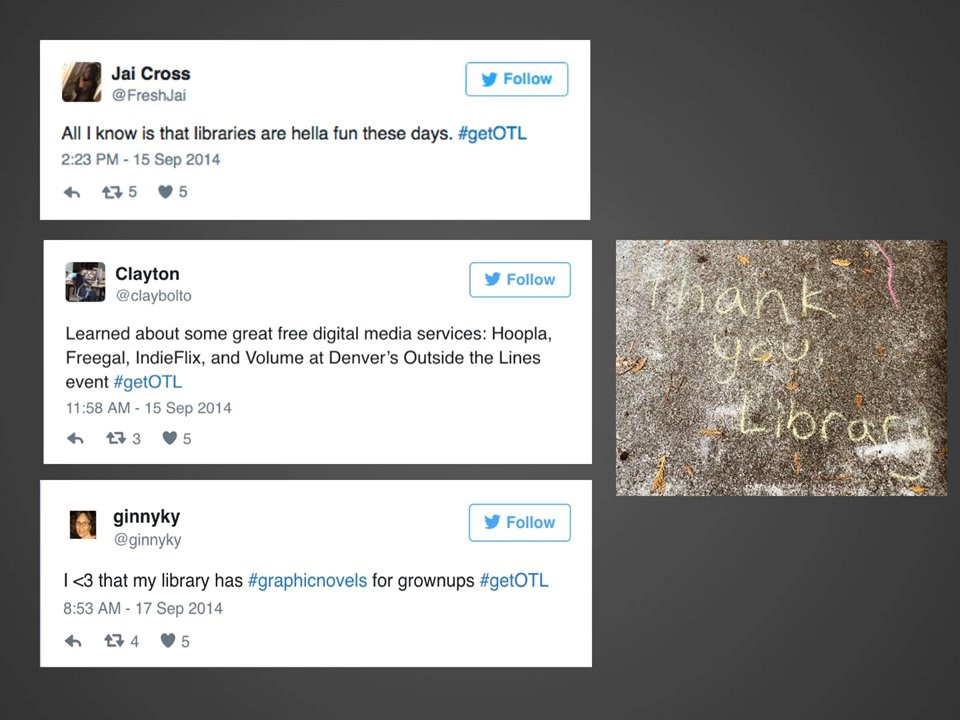 Jai Cross
@FreshJai
Follow
All I know is that libraries are hella fun these days. #getOTL
2:23 PM - 15 Sep 2014
5 5
Clayton
@claybolto
Follow
Learned about some great free digital media services: Hoopla,
Freegal, IndieFlix, and Volume at Denver’s Outside the Lines
event #getOTL
11:58 AM - 15 Sep 2014
3 5
ginnyky
@ginnyky
Follow
I <3 that my library has #graphicnovels for grownups #getOTL
8:53 AM - 17 Sep 2014
4 5
Thank
you,
Library